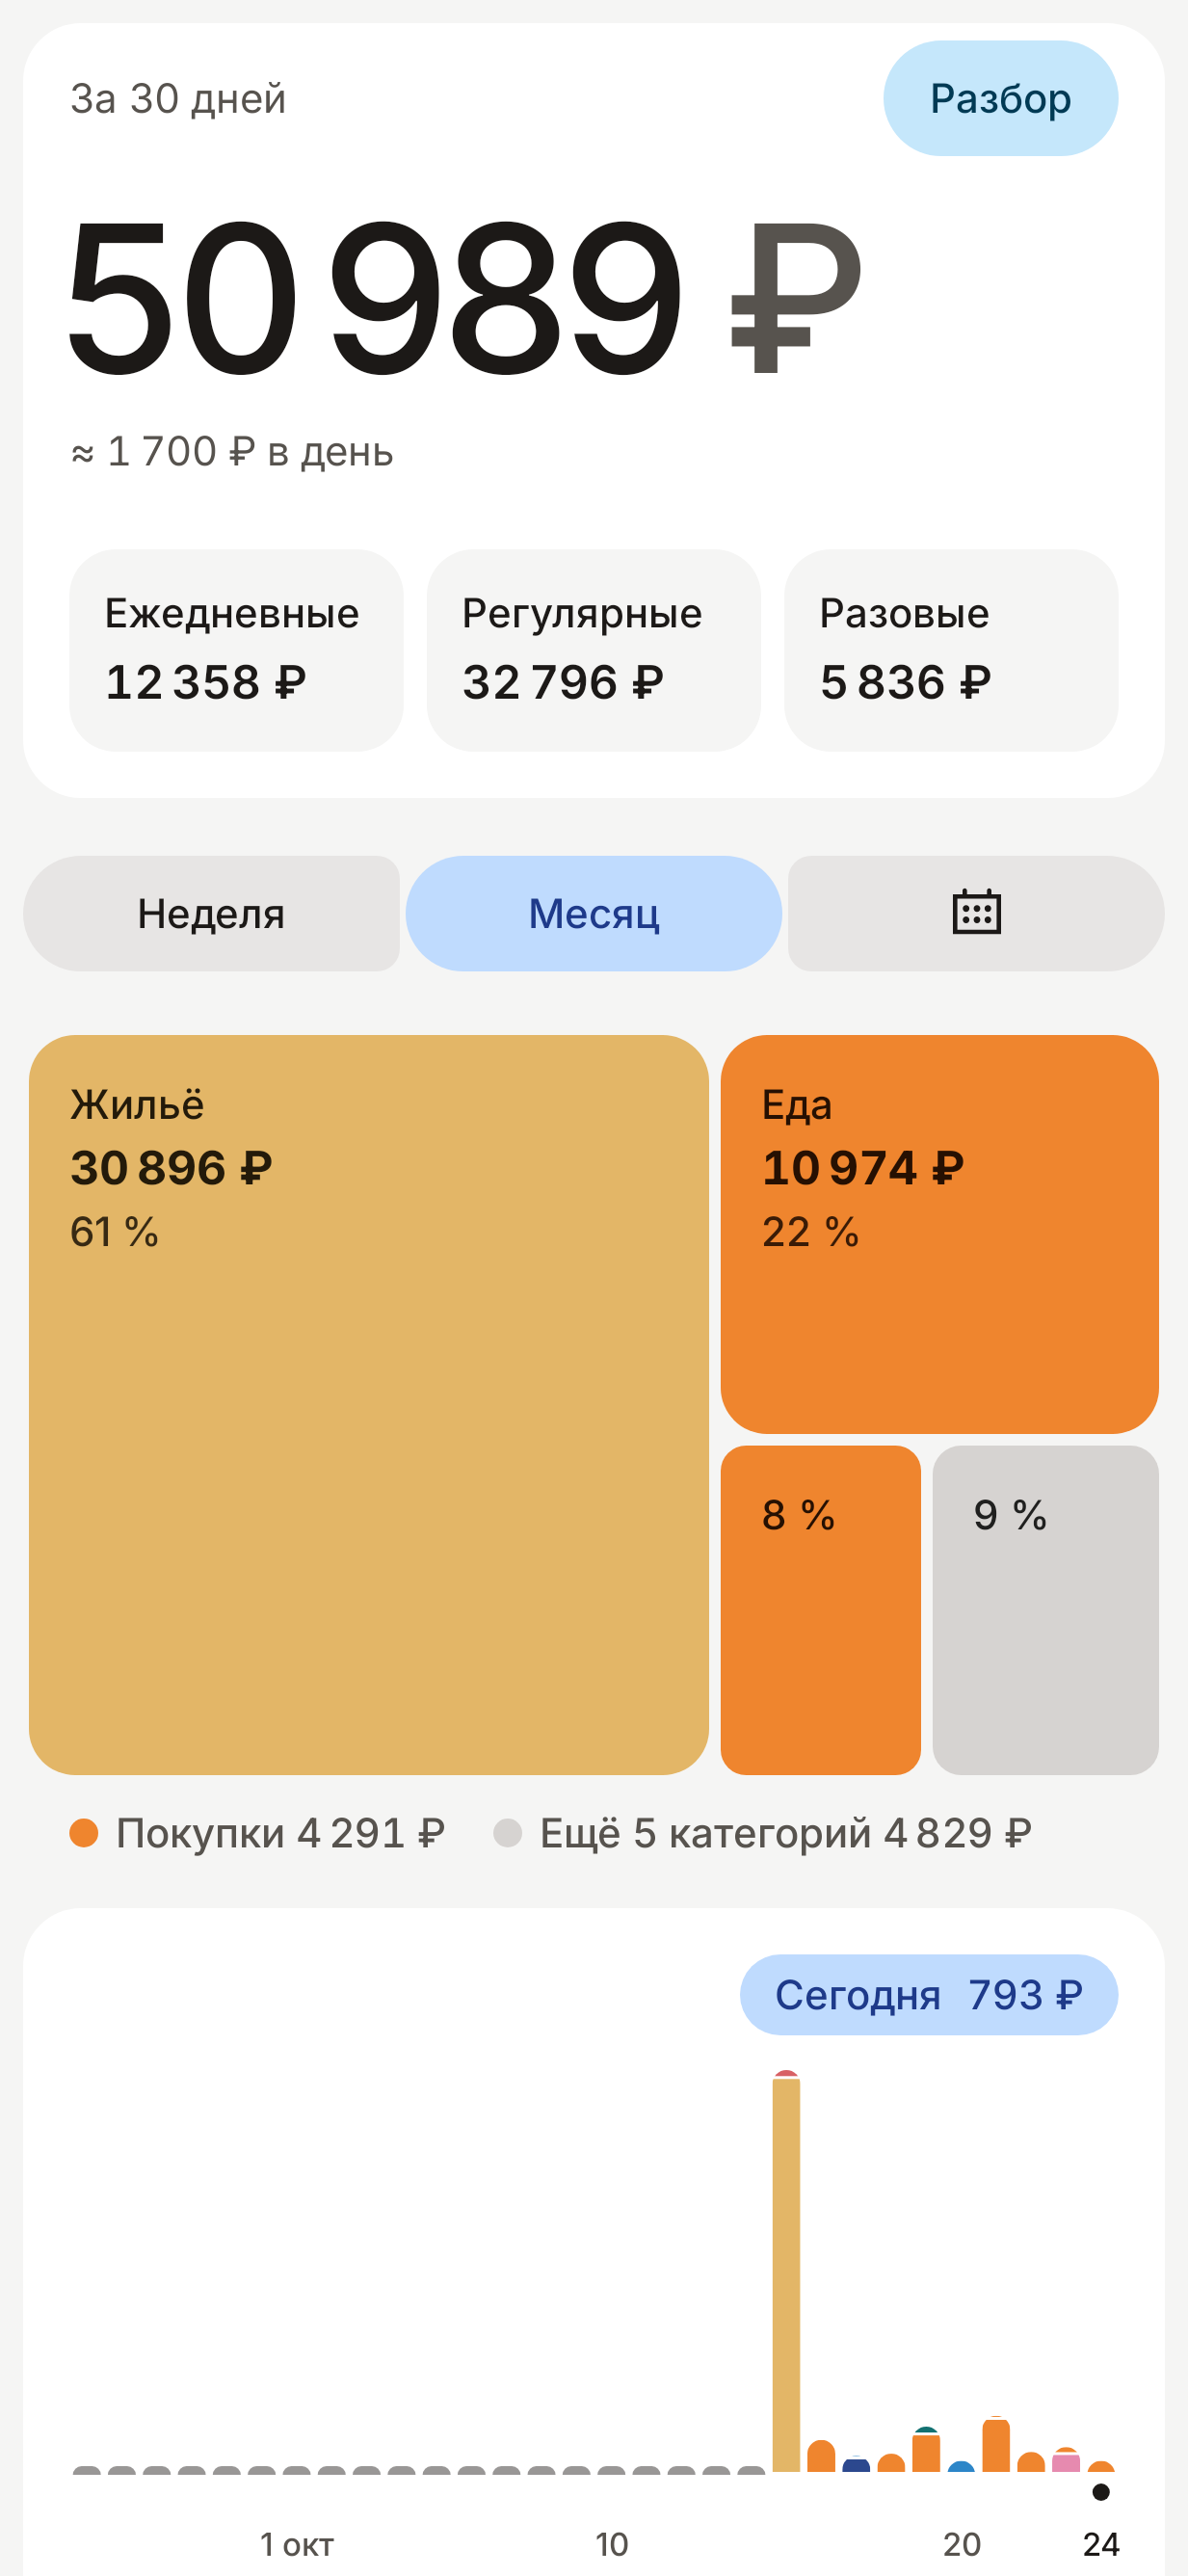 За 30 дней
Разбор
50 989 ₽
≈ 1 700 ₽ в день
Ежедневные
12 358 ₽
Регулярные
32 796 ₽
Разовые
5 836 ₽
Неделя
Месяц
Жильё
30 896 ₽
61 %
Еда
10 974 ₽
22 %
8 %
9 %
Покупки 4 291 ₽
Ещё 5 категорий 4 829 ₽
Сегодня 793 ₽
1 окт
10
20
24